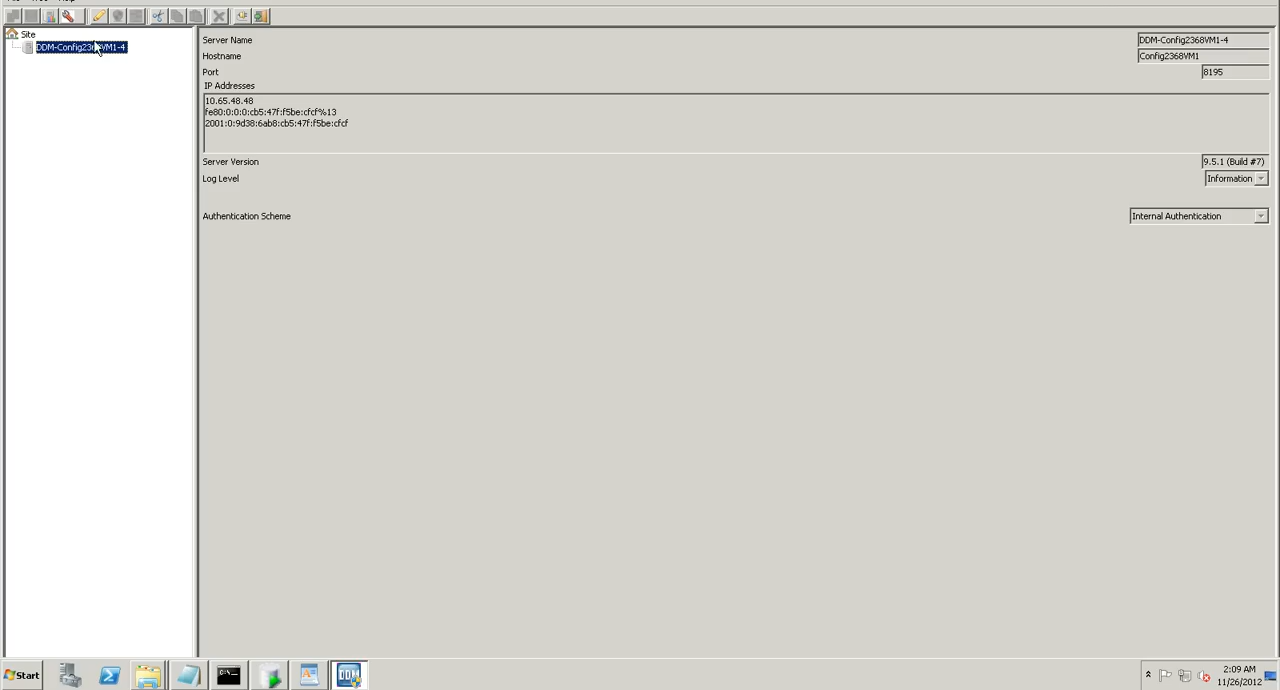 Site
DDM-Config2368VM1-4
Server Name
DDM-Config2368VM1-4
Hostname
Config2368VM1
Port
8195
IP Addresses
10.65.48.48
fe80:0:0:0:cb5:47f:f5be:cfcf%13
2001:0:9d38:6ab8:cb5:47f:f5be:cfcf
Server Version
9.5.1 (Build #7)
Log Level
Information
Authentication Scheme
Internal Authentication
Start
C:\.
DDM
2:09 AM
11/26/2012